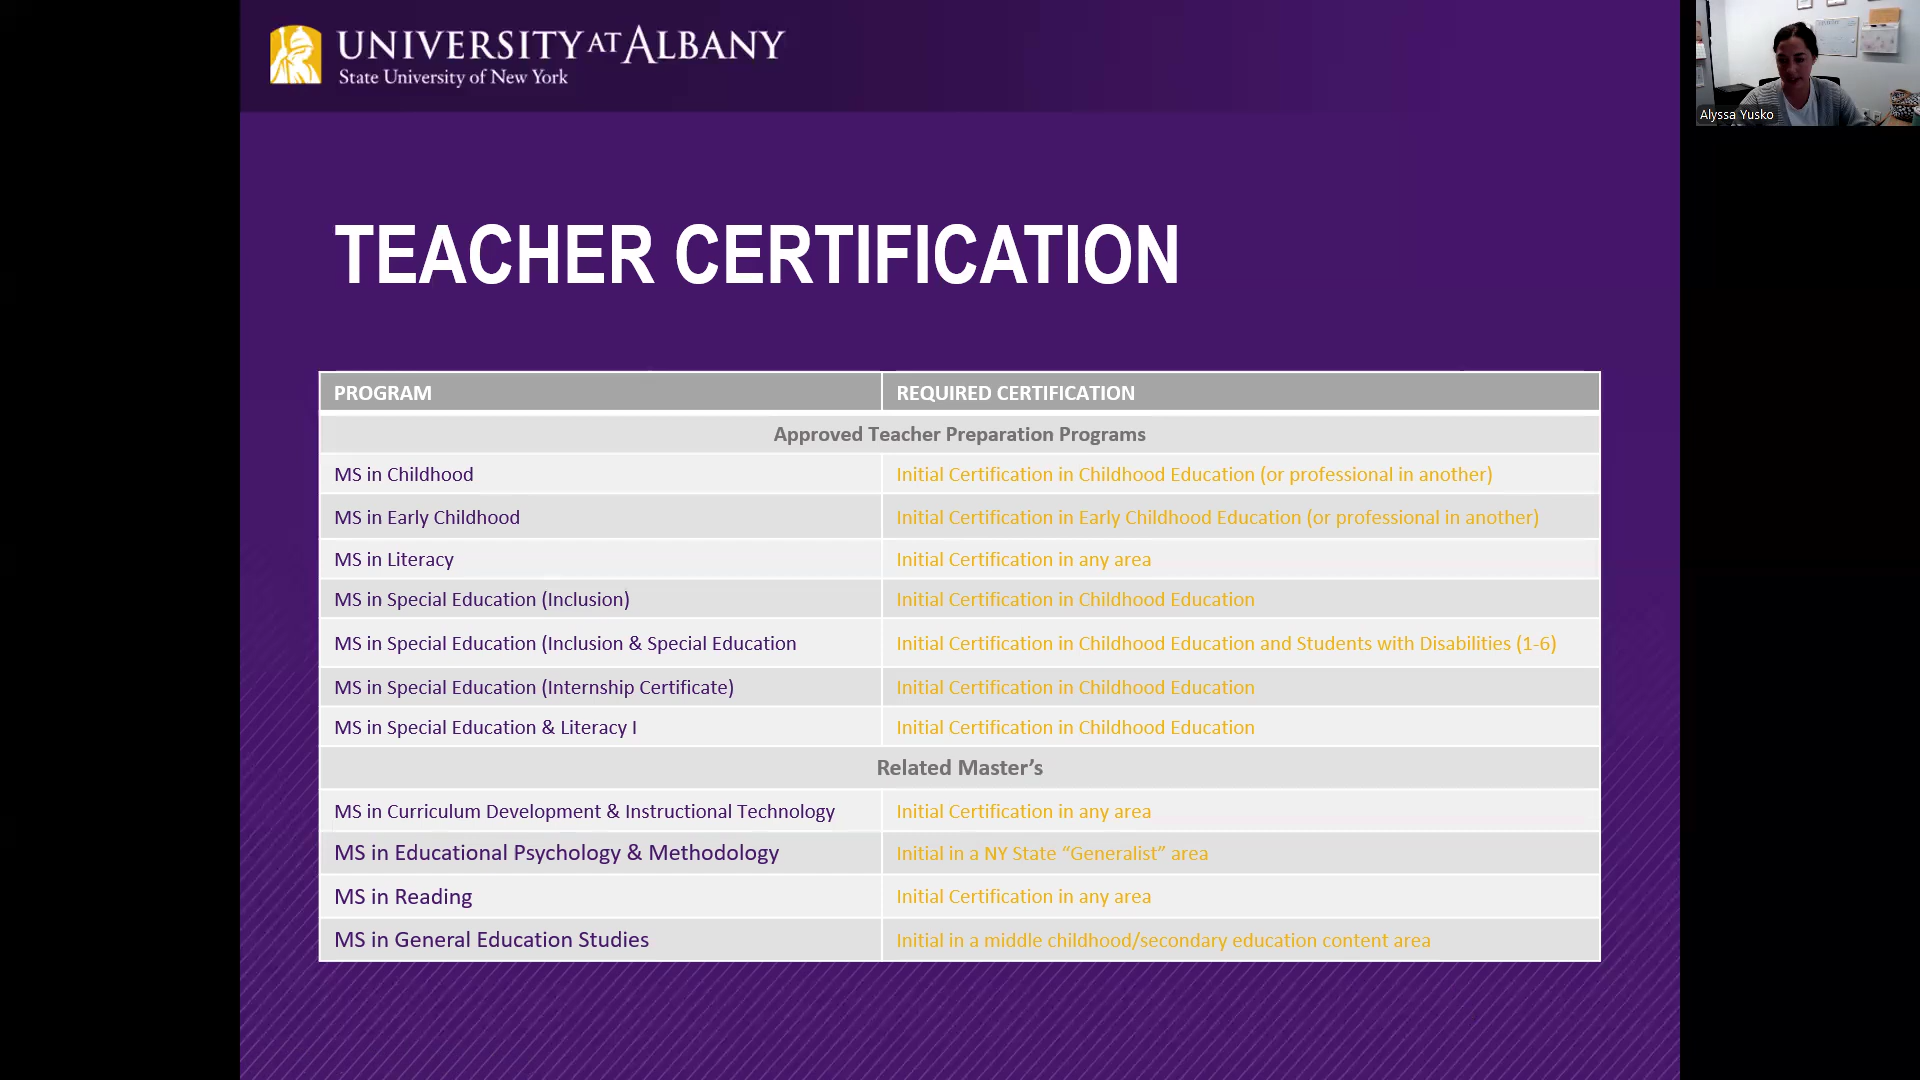 UNIVERSITY AT ALBANY
State University of New York
Alyssa Yusko
TEACHER CERTIFICATION
PROGRAM REQUIRED CERTIFICATION
Approved Teacher Preparation Programs
MS in Childhood Initial Certification in Childhood Education (or professional in another)
MS in Early Childhood Initial Certification in Early Childhood Education (or professional in another)
MS in Literacy Initial Certification in any area
MS in Special Education (Inclusion) Initial Certification in Childhood Education
MS in Special Education (Inclusion & Special Education Initial Certification in Childhood Education and Students with Disabilities (1-6)
MS in Special Education (Internship Certificate) Initial Certification in Childhood Education
MS in Special Education & Literacy I Initial Certification in Childhood Education
Related Master’s
MS in Curriculum Development & Instructional Technology Initial Certification in any area
MS in Educational Psychology & Methodology Initial in a NY State “Generalist” area
MS in Reading Initial Certification in any area
MS in General Education Studies Initial in a middle childhood/secondary education content area